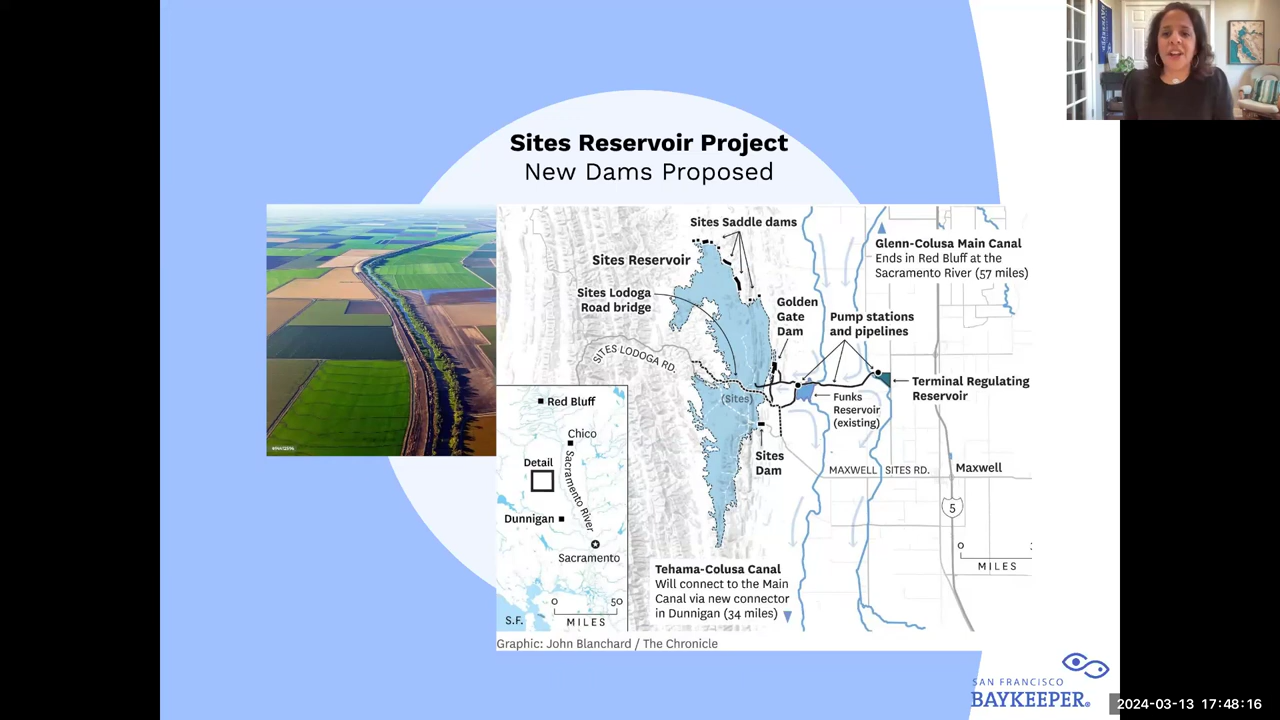 Sites Reservoir Project
New Dams Proposed
Sites Saddle dams
Sites Reservoir
Sites Lodoga
Road bridge
SITES LODOGA RD.
(Sites)
Golden
Gate
Dam
Pump stations
and pipelines
Glenn-Colusa Main Canal
Ends in Red Bluff at the
Sacramento River (57 miles)
Terminal Regulating
Reservoir
Funks
Reservoir
(existing)
Sites
Dam
MAXWELL SITES RD.
Maxwell
5
0
MILES
Tehama-Colusa Canal
Will connect to the Main
Canal via new connector
in Dunnigan (34 miles)
Red Bluff
Chico
Detail
Sacramento River
Dunnigan
Sacramento
0 50
MILES
S.F.
Graphic: John Blanchard / The Chronicle
SAN FRANCISCO
BAYKEEPER®
2024-03-13 17:48:16